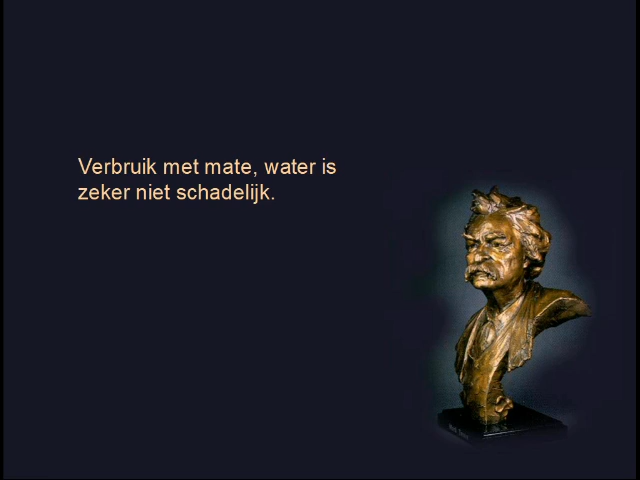 Verbruik met mate, water is
zeker niet schadelijk.